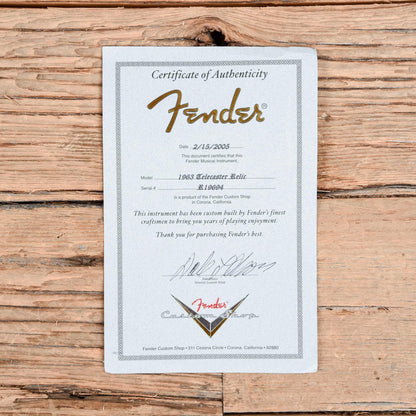 Certificate of Authenticity
Fender®
Date 2/15/2005
This document certifies that this
Fender Musical Instrument,
Model 1963 Telecaster Relic
Serial # R19694
is a product of the Fender Custom Shop
in Corona, California
This instrument has been custom built by Fender's finest
craftsmen to bring you years of playing enjoyment.
Thank you for purchasing Fender's best.
Fender
Custom Shop
Fender Custom Shop • 311 Cessna Circle • Corona, California • 92880